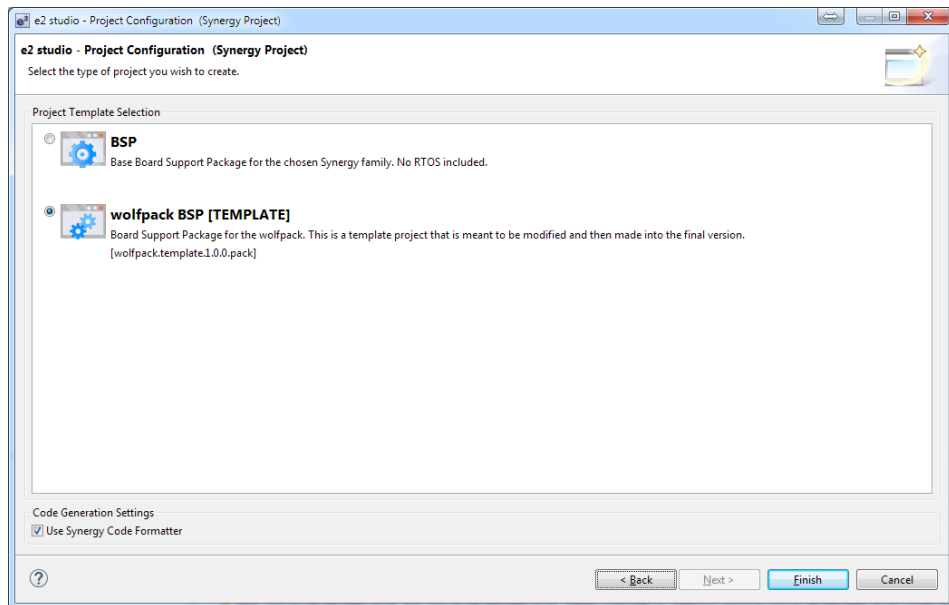 e2 studio - Project Configuration (Synergy Project)
e2 studio - Project Configuration (Synergy Project)
Select the type of project you wish to create.
Project Template Selection
BSP
Base Board Support Package for the chosen Synergy family. No RTOS included.
wolfpack BSP [TEMPLATE]
Board Support Package for the wolfpack. This is a template project that is meant to be modified and then made into the final version.
[wolfpack.template.1.0.0.pack]
Code Generation Settings
Use Synergy Code Formatter
? < Back Next > Finish Cancel